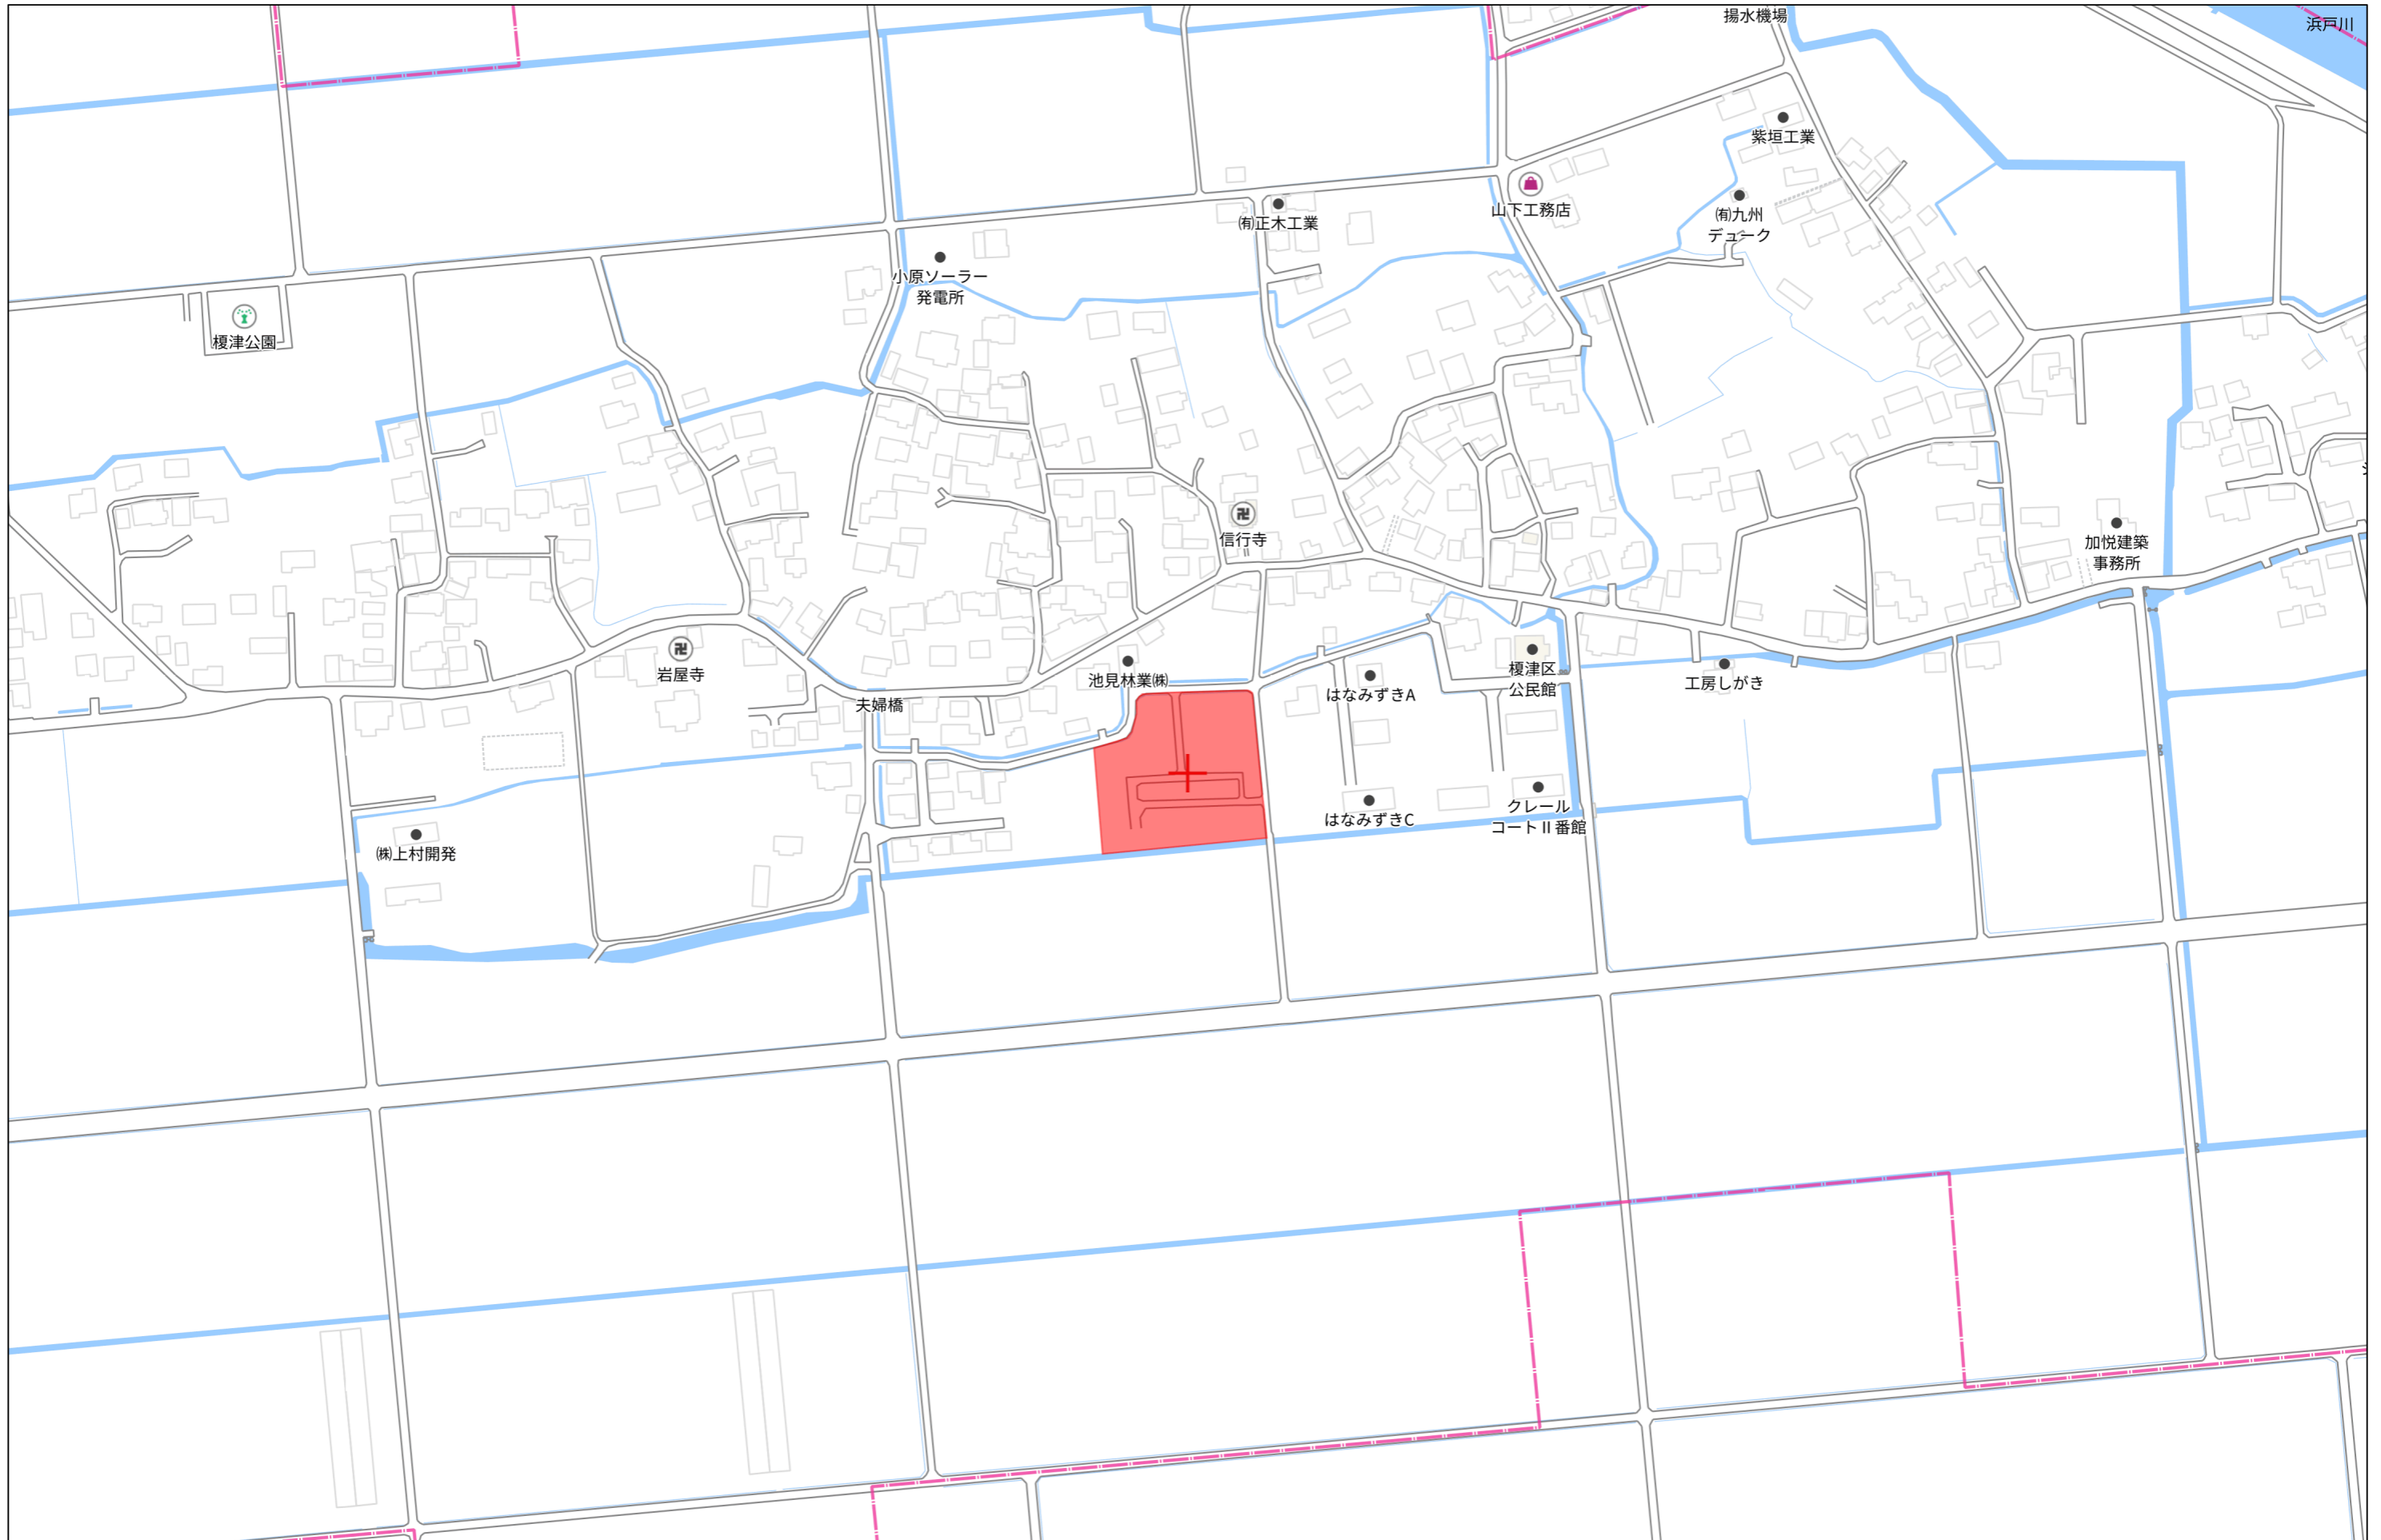 揚水機場
浜戸川
紫垣工業
山下工務店
㈲正木工業
㈲九州
デューク
小原ソーラー
発電所
榎津公園
信行寺
加悦建築
事務所
岩屋寺
池見林業㈱
榎津区
公民館
はなみずきA
工房しがき
夫婦橋
クレール
コートⅡ番館
はなみずきC
㈱上村開発